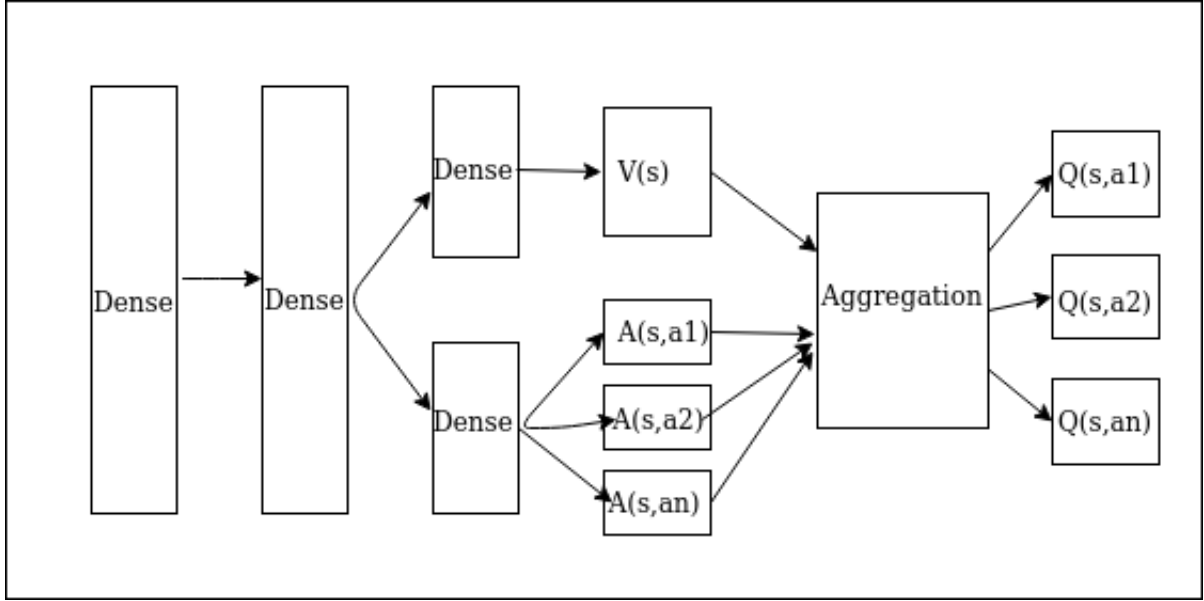 Dense
Dense
Dense
Dense
V(s)
A(s,a1)
A(s,a2)
A(s,an)
Aggregation
Q(s,a1)
Q(s,a2)
Q(s,an)